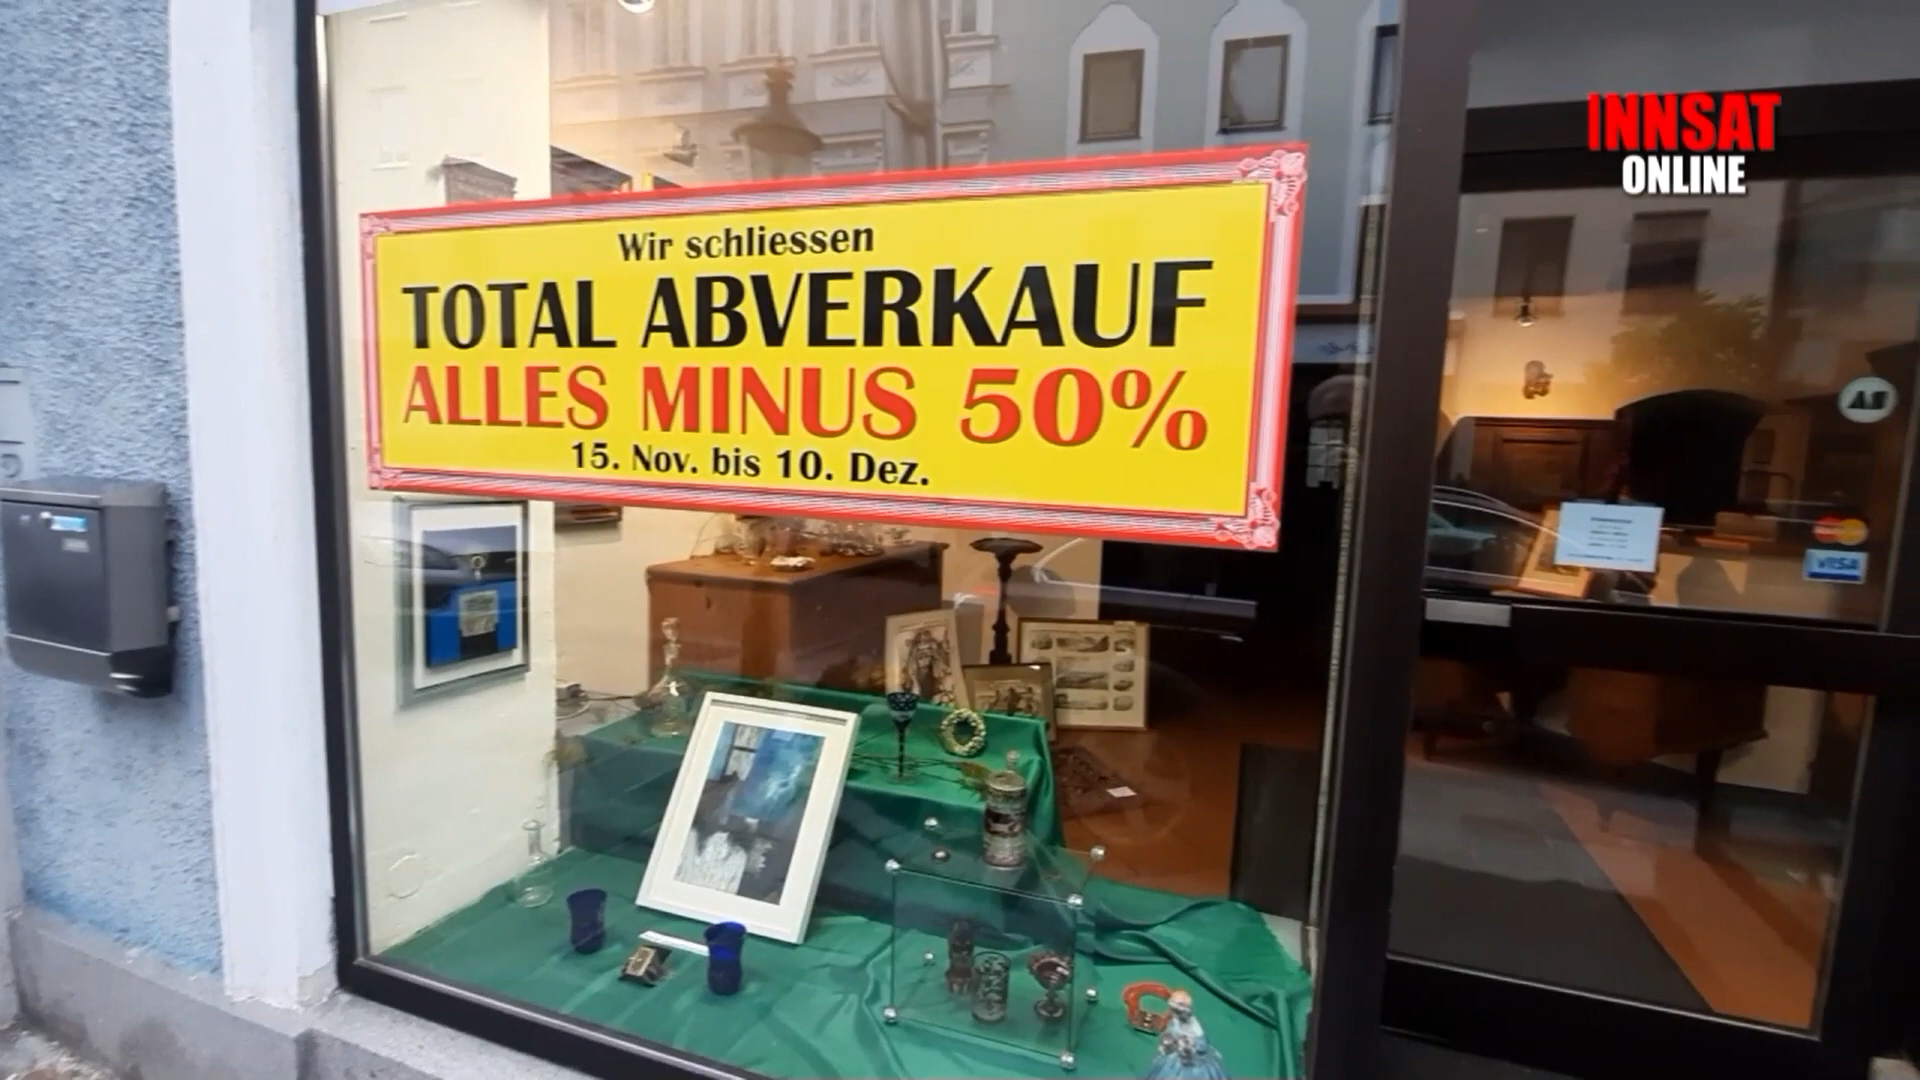 INNSAT
ONLINE
Wir schliessen
TOTAL ABVERKAUF
ALLES MINUS 50%
15. Nov. bis 10. Dez.
VISA